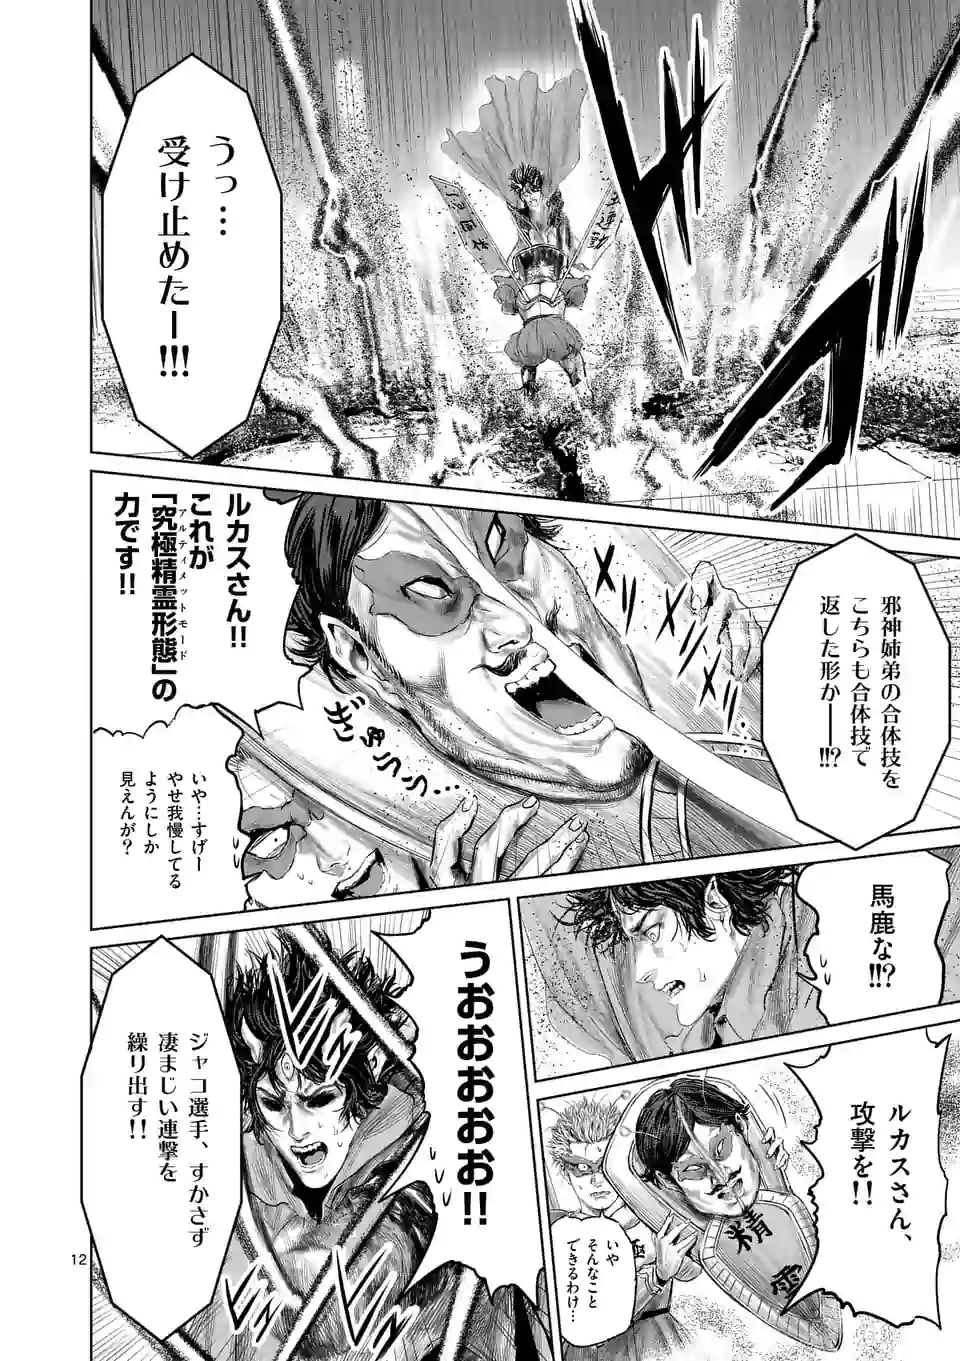 うっ…
受け止めたー!!!
邪神姉弟の合体技を
こちらも合体技で
返した形か――!!?
ルカスさん!!
これが
「究極精霊形態」の
アルティメットモード
力です!!
ぎゅうぅぅ…
いや…すげー
やせ我慢してる
ようにしか
見えんが?
馬鹿な!!?
ルカスさん、
攻撃を!!
いや
そんなこと
できるわけ…
精
霊
うおおおおお!!
ジャコ選手、すかさず
凄まじい連撃を
繰り出す!!
12